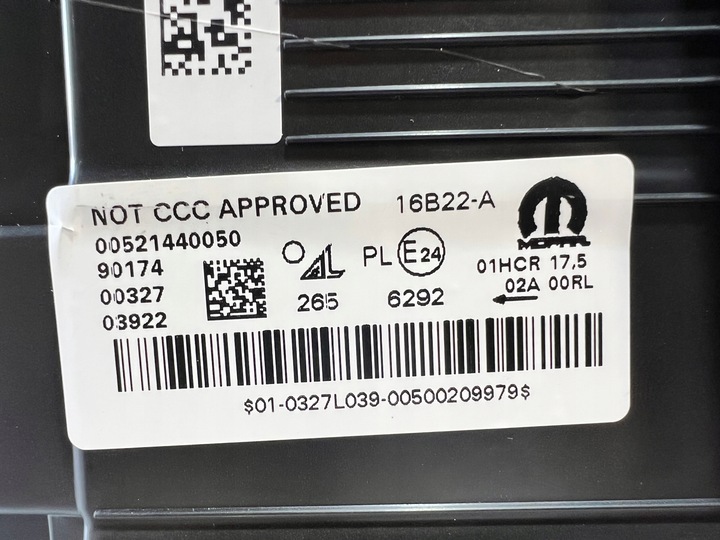 NOT CCC APPROVED 16B22-A
00521440050
90174
00327
03922
AL
265
PL E24
6292
MOPAR
01HCR 17,5
02A 00RL
$01-0327L039-00500209979$